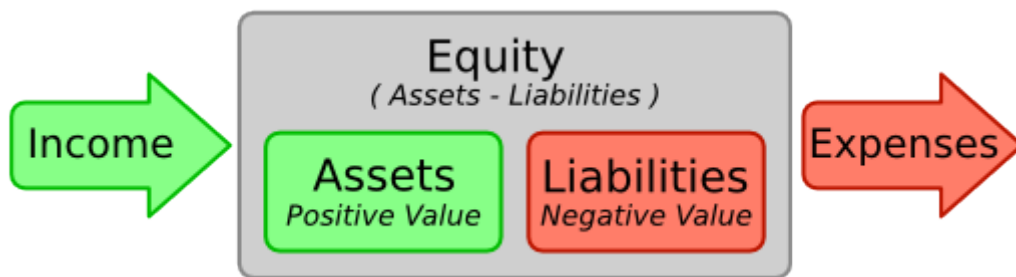 Income
Equity
( Assets - Liabilities )
Assets
Positive Value
Liabilities
Negative Value
Expenses